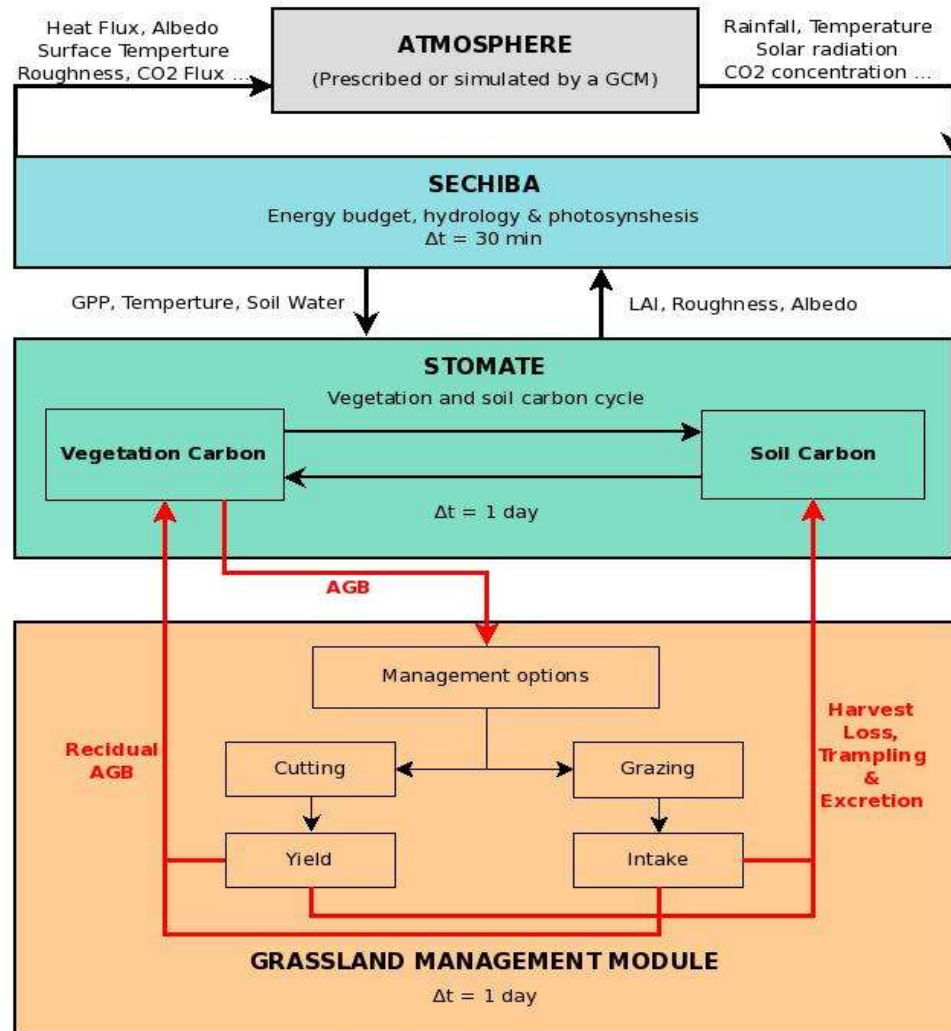 Heat Flux, Albedo
Surface Temperture
Roughness, CO2 Flux ...
ATMOSPHERE
(Prescribed or simulated by a GCM)
Rainfall, Temperature
Solar radiation
CO2 concentration ...
SECHIBA
Energy budget, hydrology & photosynshesis
Δt = 30 min
GPP, Temperture, Soil Water
LAI, Roughness, Albedo
STOMATE
Vegetation and soil carbon cycle
Vegetation Carbon
Soil Carbon
Δt = 1 day
AGB
Management options
Recidual
AGB
Harvest
Loss,
Trampling
&
Excretion
Cutting
Grazing
Yield
Intake
GRASSLAND MANAGEMENT MODULE
Δt = 1 day